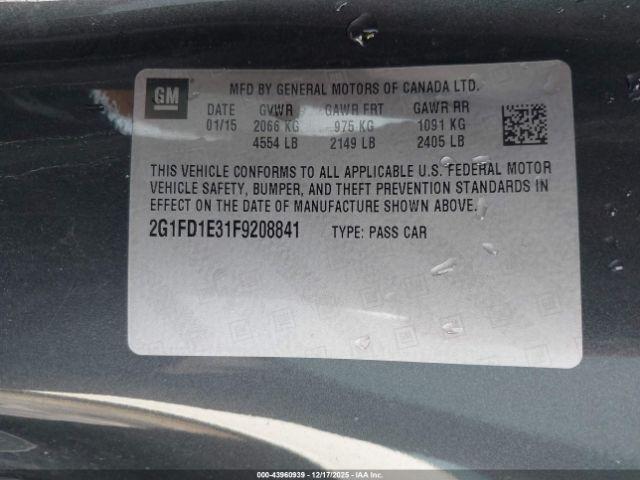 GM
MFD BY GENERAL MOTORS OF CANADA LTD.
DATE GVWR GAWR FRT GAWR RR
01/15 2066 KG 975 KG 1091 KG
4554 LB 2149 LB 2405 LB
THIS VEHICLE CONFORMS TO ALL APPLICABLE U.S. FEDERAL MOTOR
VEHICLE SAFETY, BUMPER, AND THEFT PREVENTION STANDARDS IN
EFFECT ON THE DATE OF MANUFACTURE SHOWN ABOVE.
2G1FD1E31F9208841 TYPE: PASS CAR
000-43960939 - 12/17/2025 - IAAI.COM